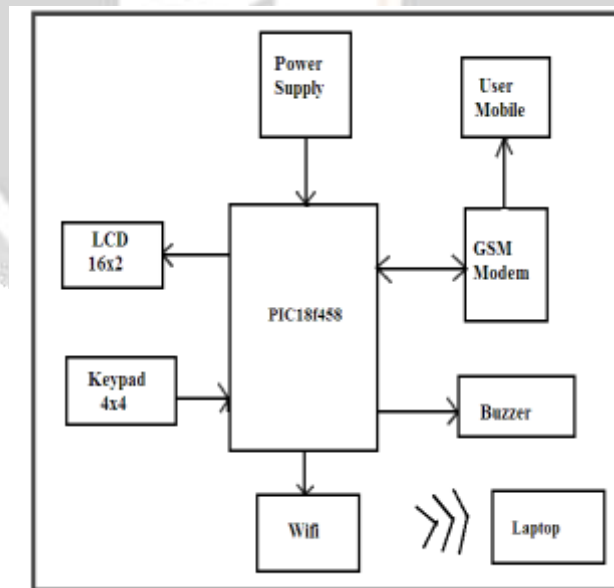 Power
Supply
User
Mobile
LCD
16x2
GSM
Modem
PIC18f458
Keypad
4x4
Buzzer
Wifi
Laptop